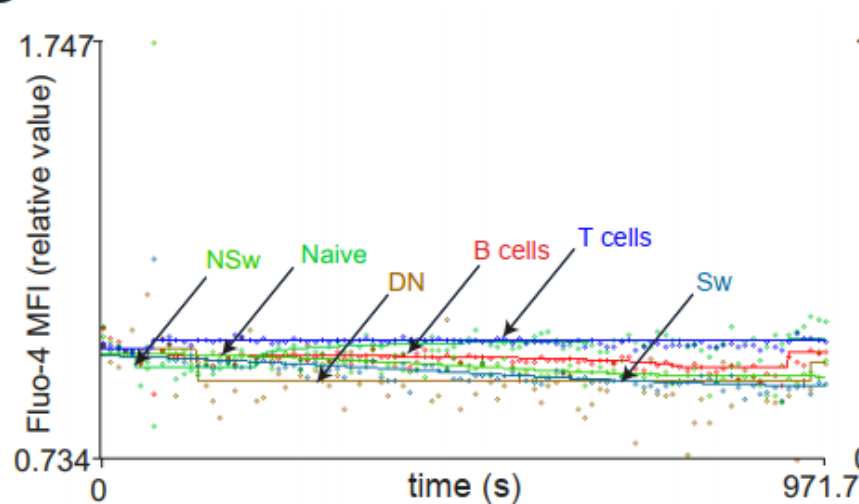 1.747
Fluo-4 MFI (relative value)
NSw
Naive
DN
B cells
T cells
Sw
0.734
0
time (s)
971.7